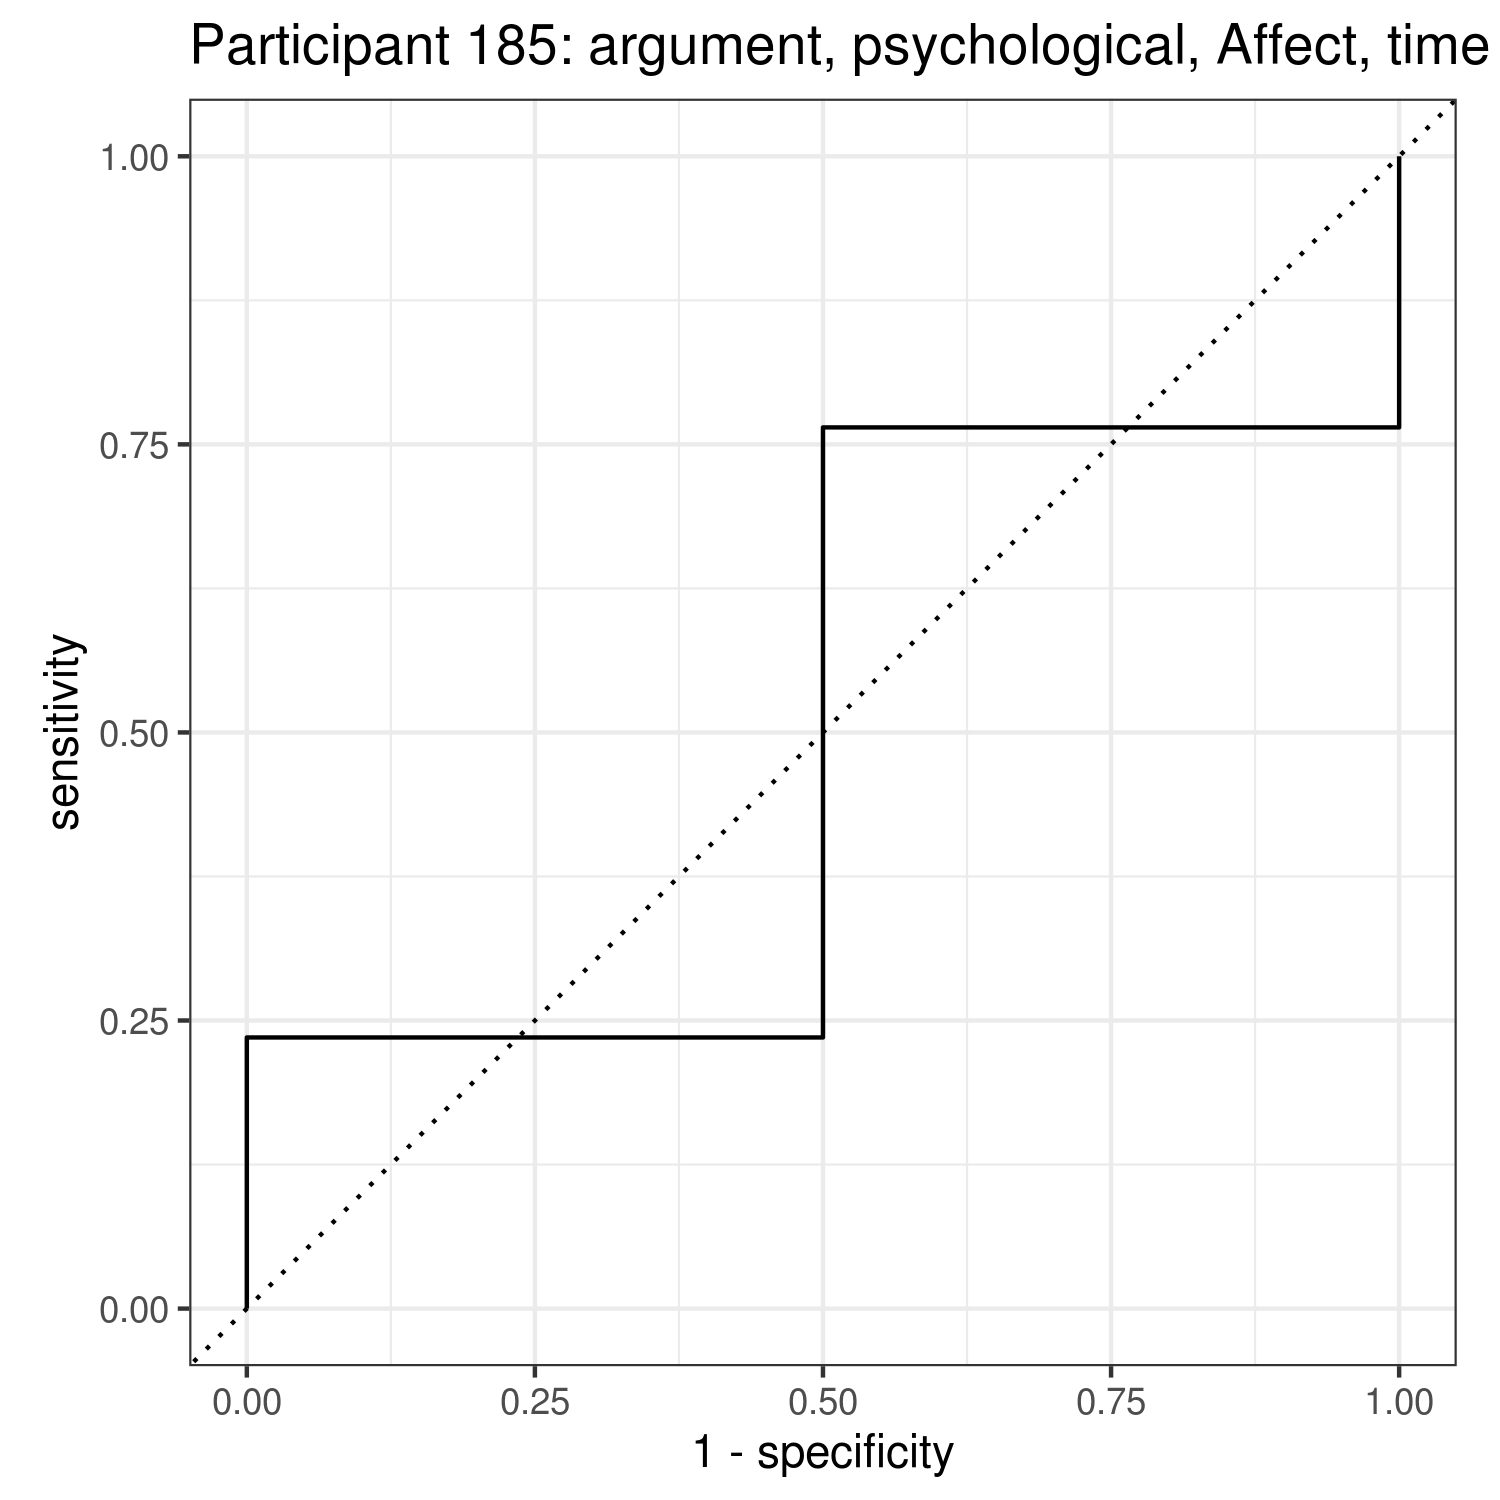 Participant 185: argument, psychological, Affect, time
1.00
0.75
0.50
0.25
0.00
sensitivity
0.00 0.25 0.50 0.75 1.00
1 - specificity